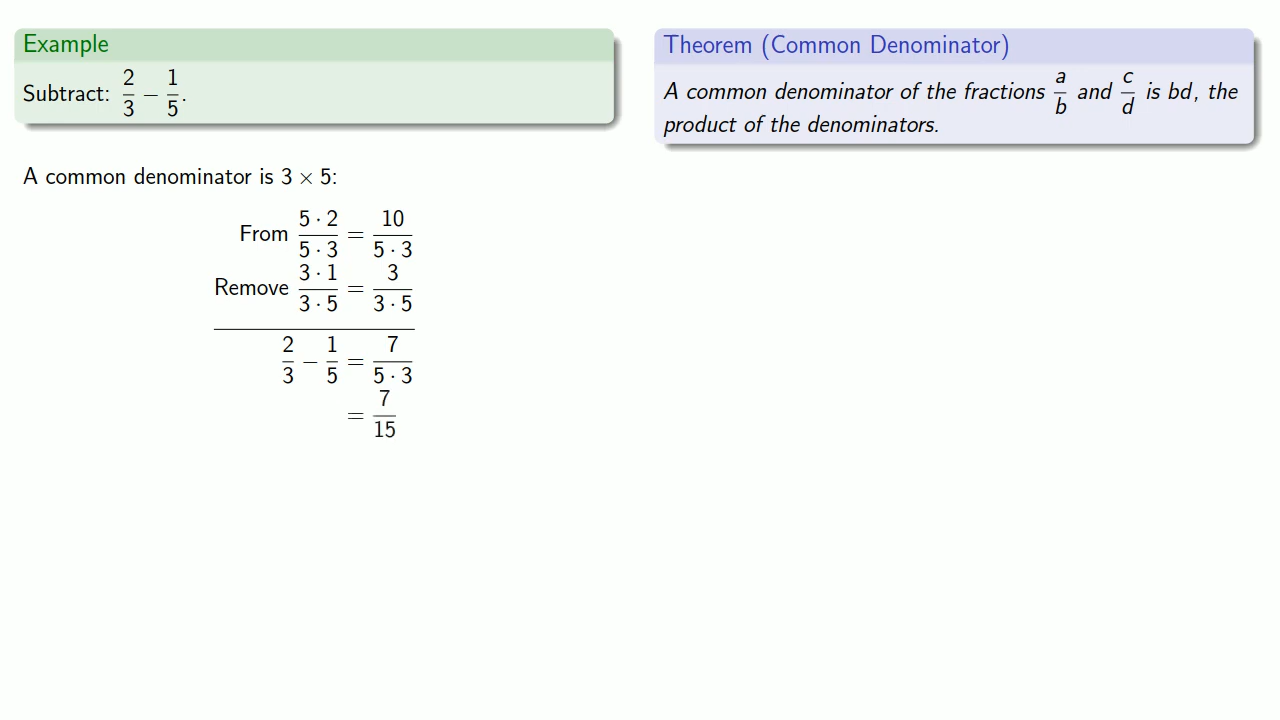 Example
Subtract: 2/3 − 1/5.
A common denominator is 3 × 5:
From (5 · 2)/(5 · 3) = 10/(5 · 3)
Remove (3 · 1)/(3 · 5) = 3/(3 · 5)
2/3 − 1/5 = 7/(5 · 3)
= 7/15
Theorem (Common Denominator)
A common denominator of the fractions a/b and c/d is bd, the
product of the denominators.